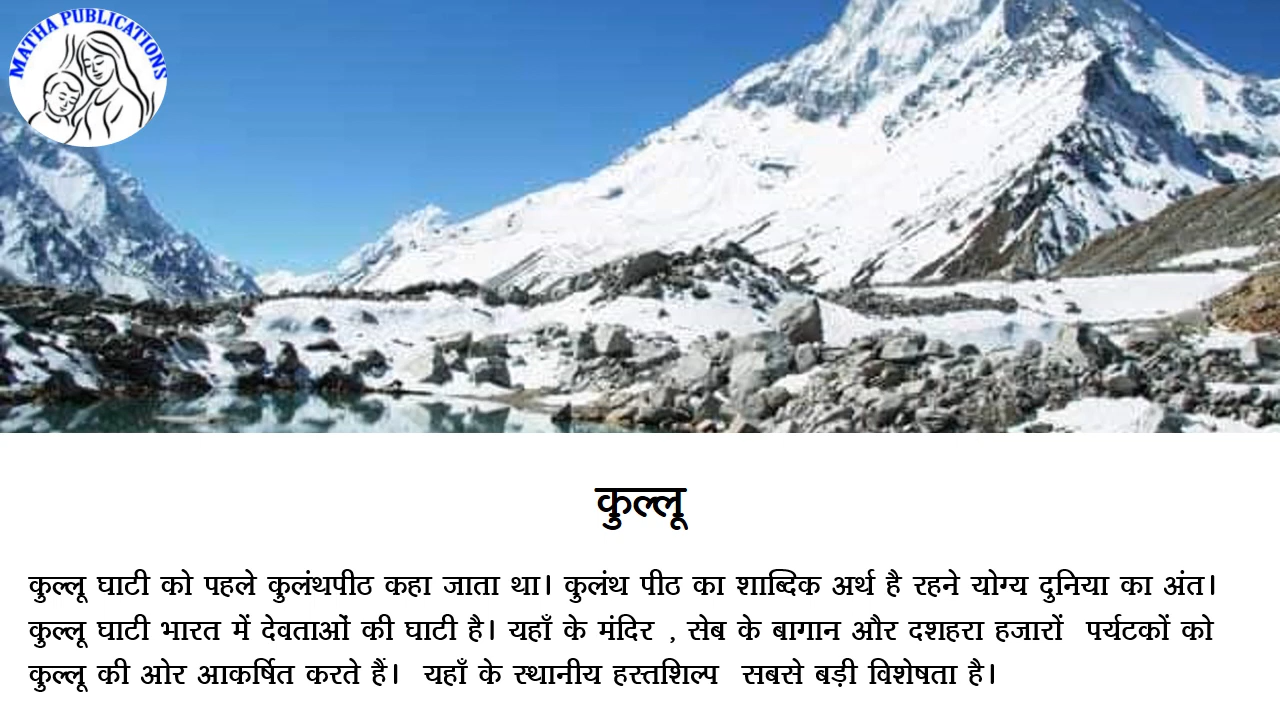 MATHA PUBLICATIONS
कुल्लू
कुल्लू घाटी को पहले कुलंथपीठ कहा जाता था। कुलंथ पीठ का शाब्दिक अर्थ है रहने योग्य दुनिया का अंत।
कुल्लू घाटी भारत में देवताओं की घाटी है। यहाँ के मंदिर , सेब के बागान और दशहरा हजारों पर्यटकों को
कुल्लू की ओर आकर्षित करते हैं। यहाँ के स्थानीय हस्तशिल्प सबसे बड़ी विशेषता है।